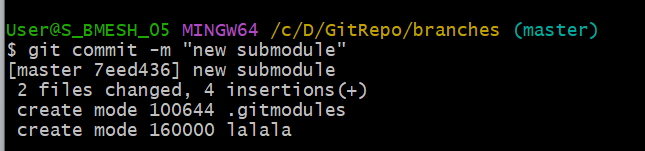 User@S_BMESH_05 MINGW64 /c/D/GitRepo/branches (master)
$ git commit -m "new submodule"
[master 7eed436] new submodule
 2 files changed, 4 insertions(+)
 create mode 100644 .gitmodules
 create mode 160000 lalala